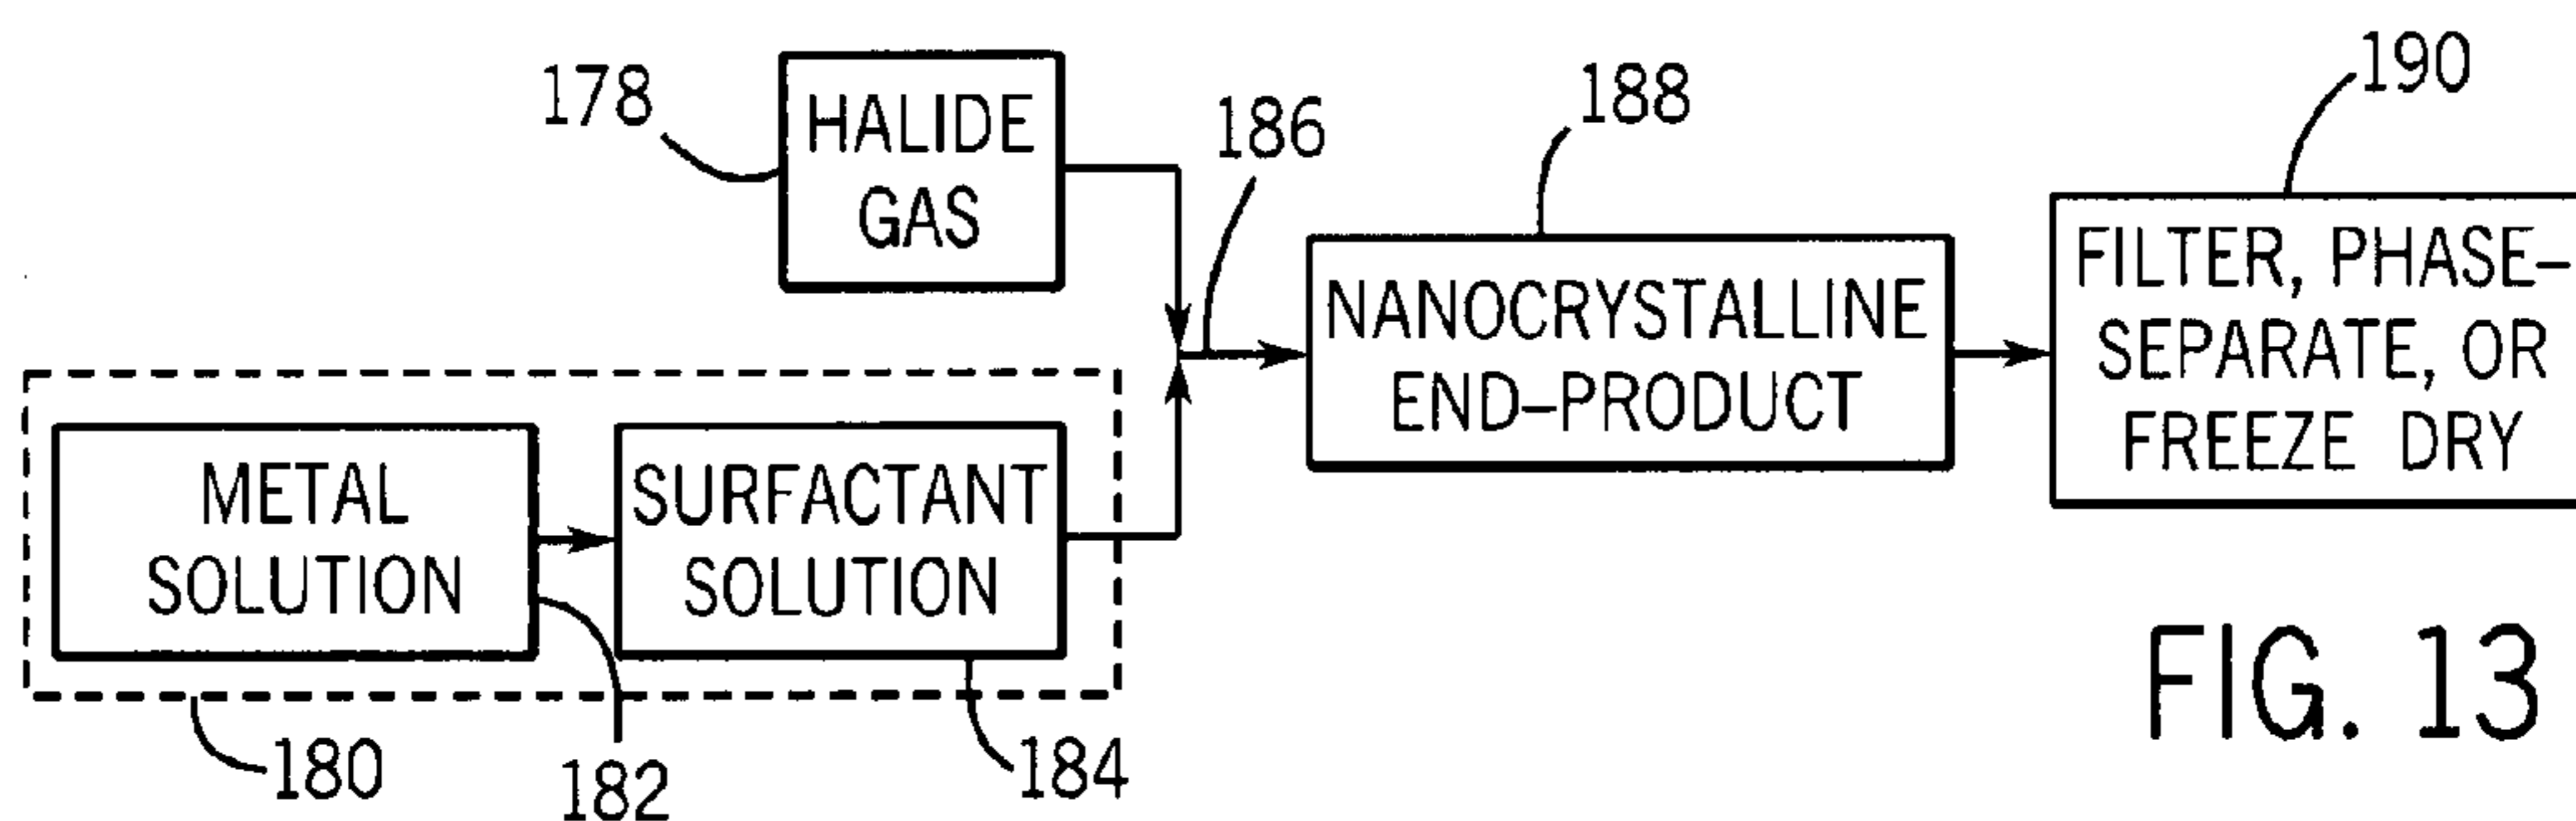 178
HALIDE
GAS
186
188
190
NANOCRYSTALLINE
END–PRODUCT
FILTER, PHASE–
SEPARATE, OR
FREEZE DRY
METAL
SOLUTION
SURFACTANT
SOLUTION
180
182
184
FIG. 13